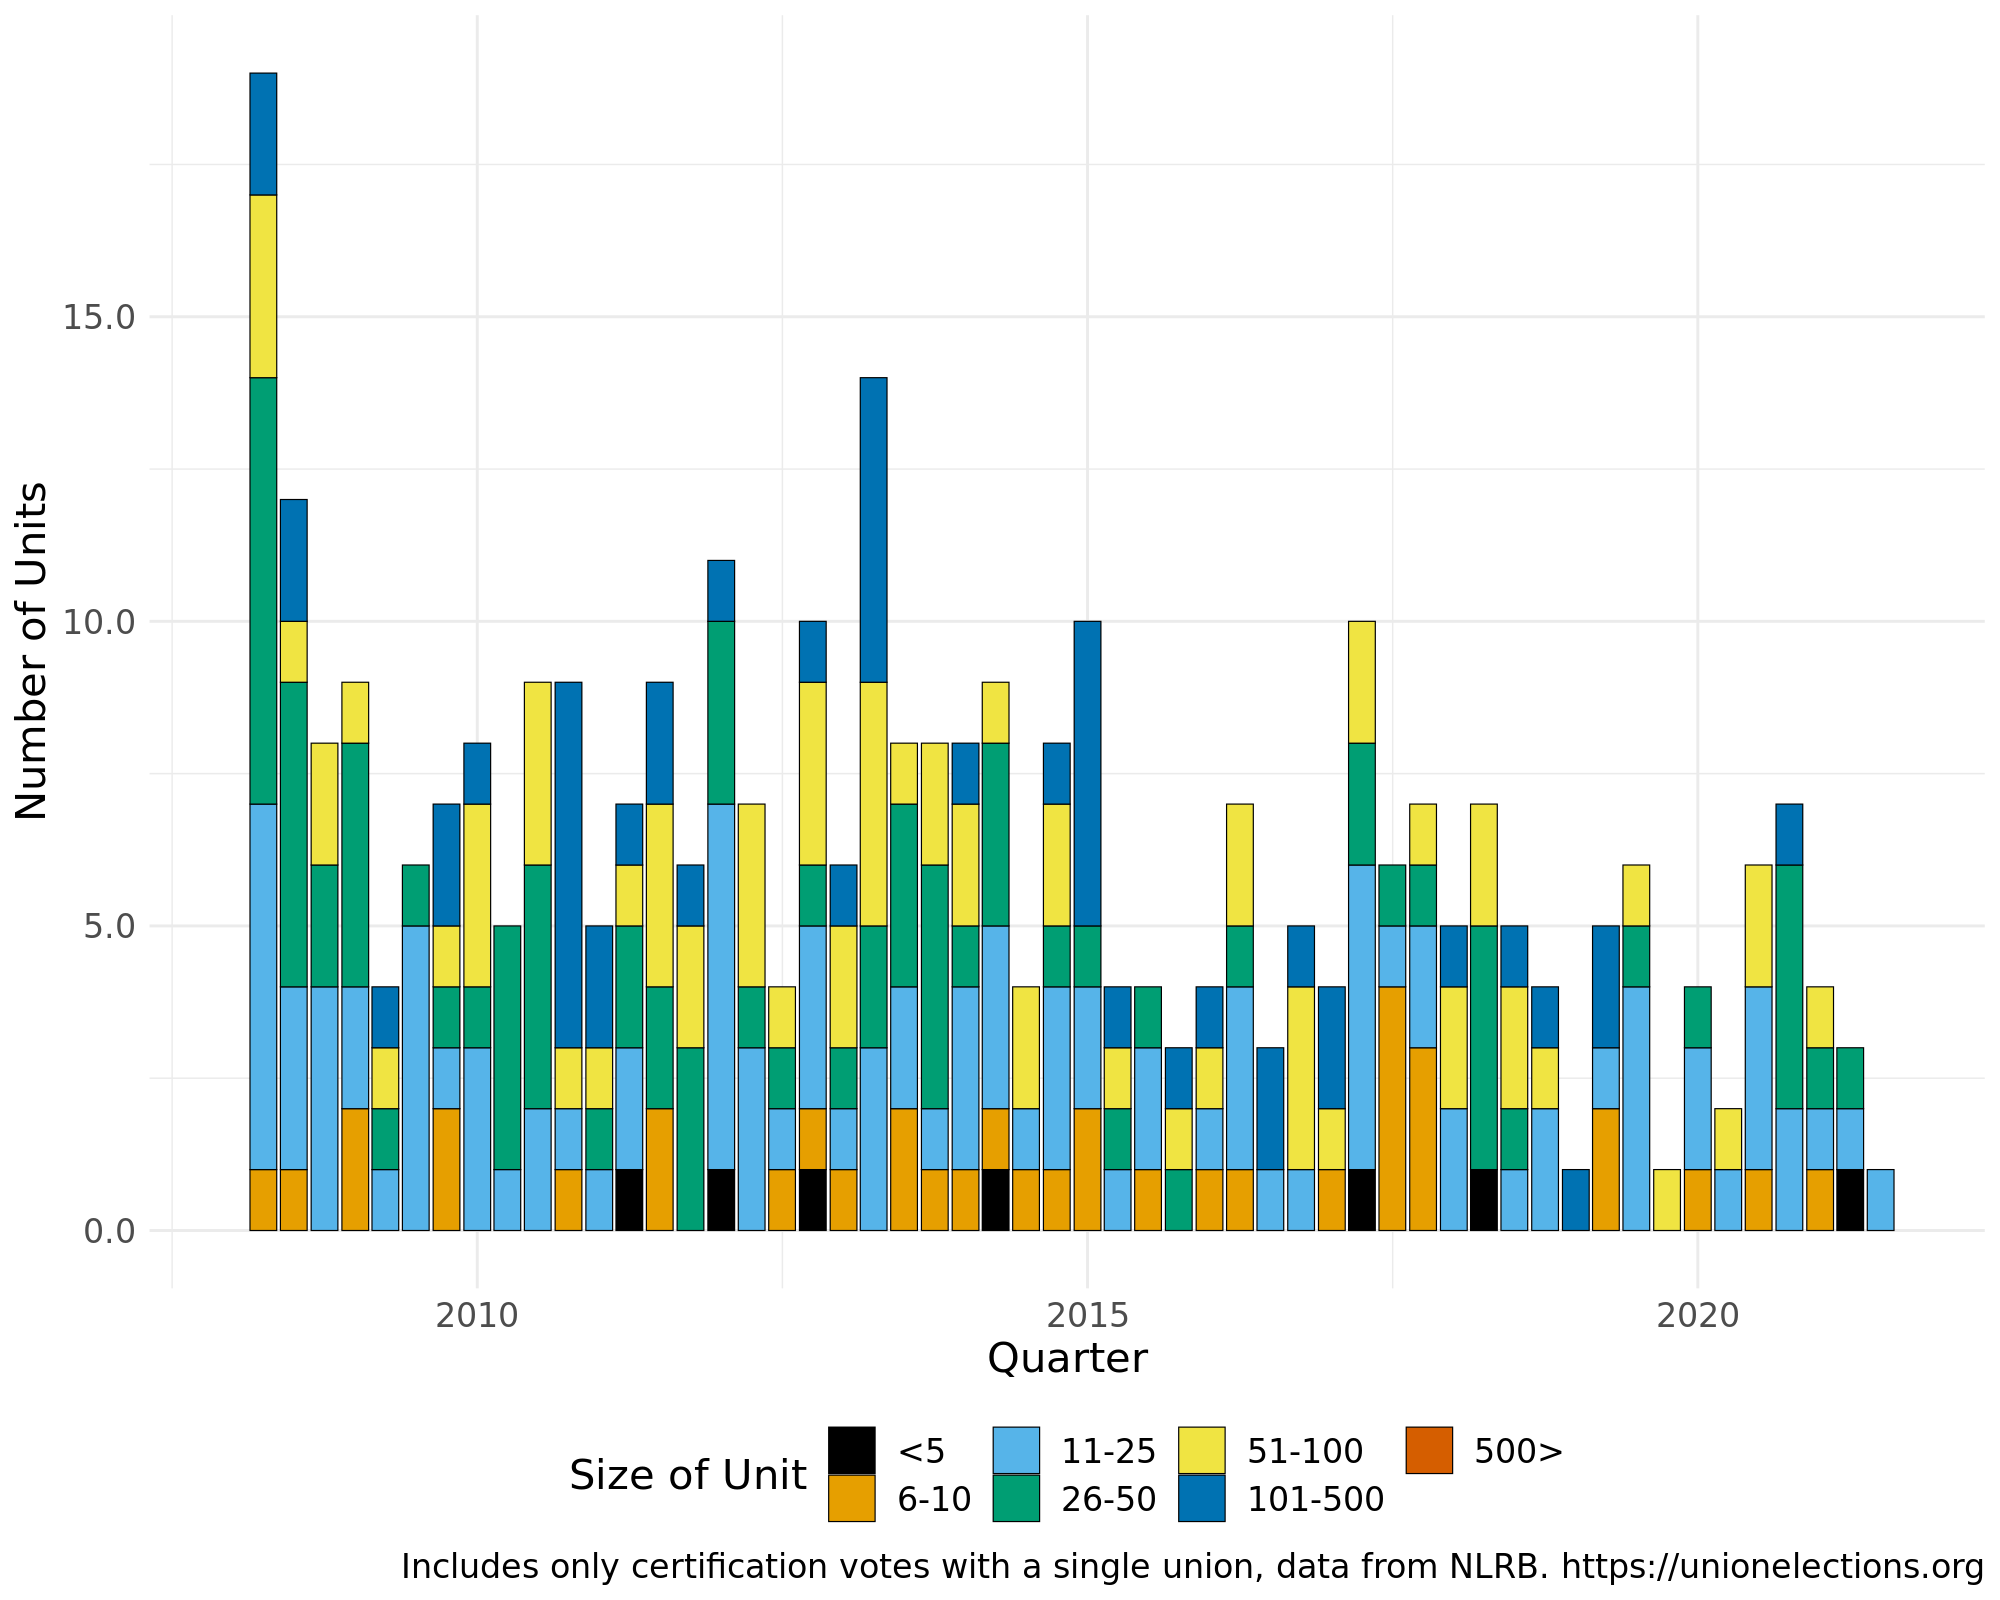 Number of Units
15.0
10.0
5.0
0.0
2010 2015 2020
Quarter
Size of Unit
<5 11-25 51-100 500>
6-10 26-50 101-500
Includes only certification votes with a single union, data from NLRB. https://unionelections.org